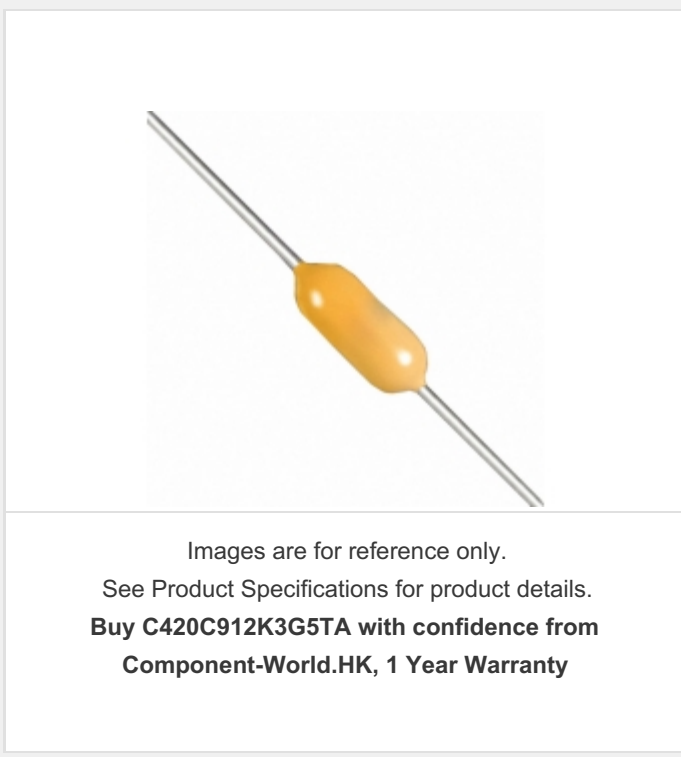 Images are for reference only.
See Product Specifications for product details.
Buy C420C912K3G5TA with confidence from
Component-World.HK, 1 Year Warranty